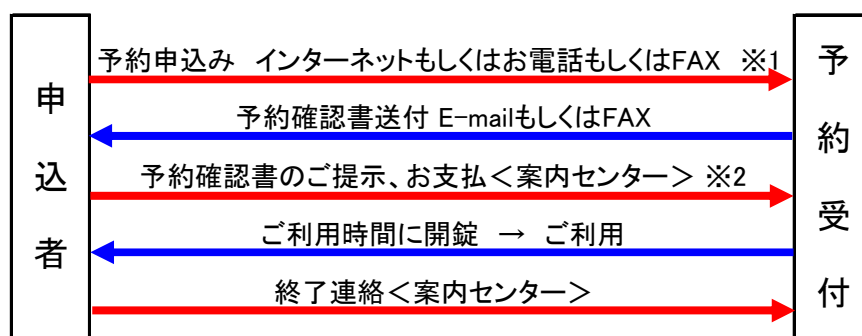 申込者
予約申込み　インターネットもしくはお電話もしくはFAX　※1
予約確認書送付 E-mailもしくはFAX
予約確認書のご提示、お支払＜案内センター＞ ※2
ご利用時間に開錠　→　ご利用
終了連絡＜案内センター＞
予約受付